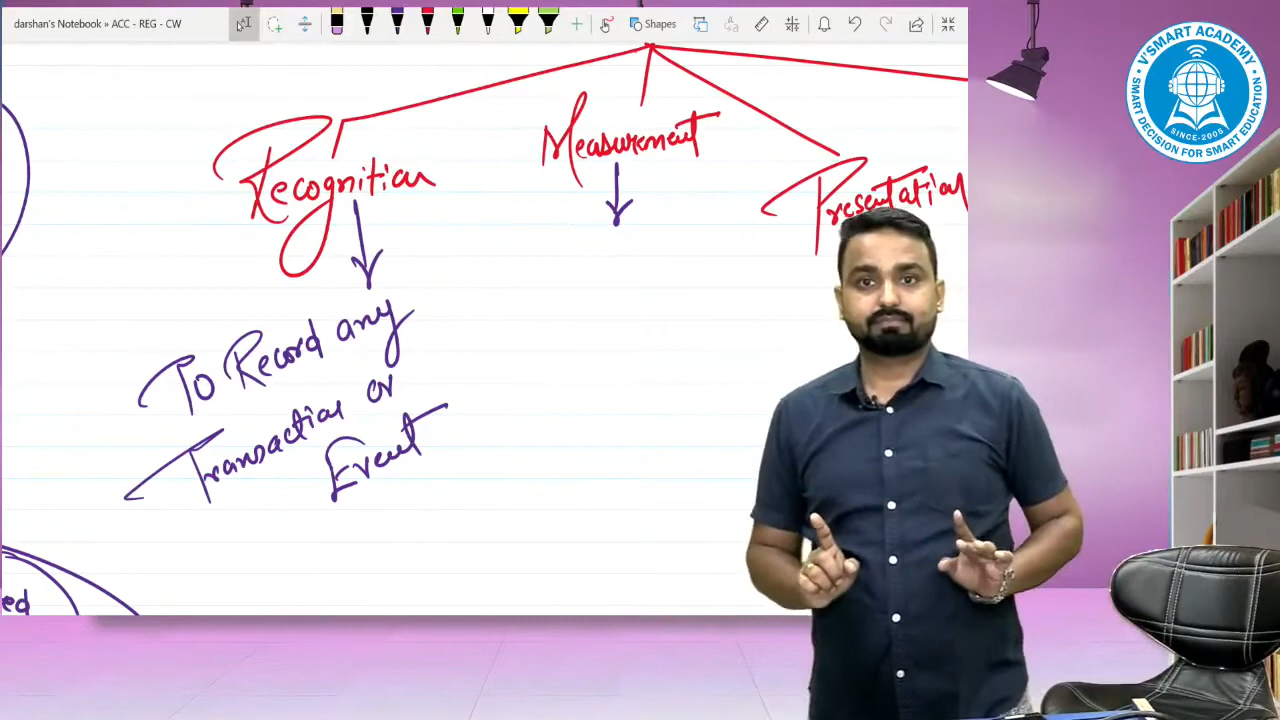 darshan's Notebook » ACC - REG - CW
Shapes
V'SMART ACADEMY
SINCE-2005
SMART DECISION FOR SMART EDUCATION
Recognition
Measurement
Presentation
To Record any
Transaction or
Event
ed